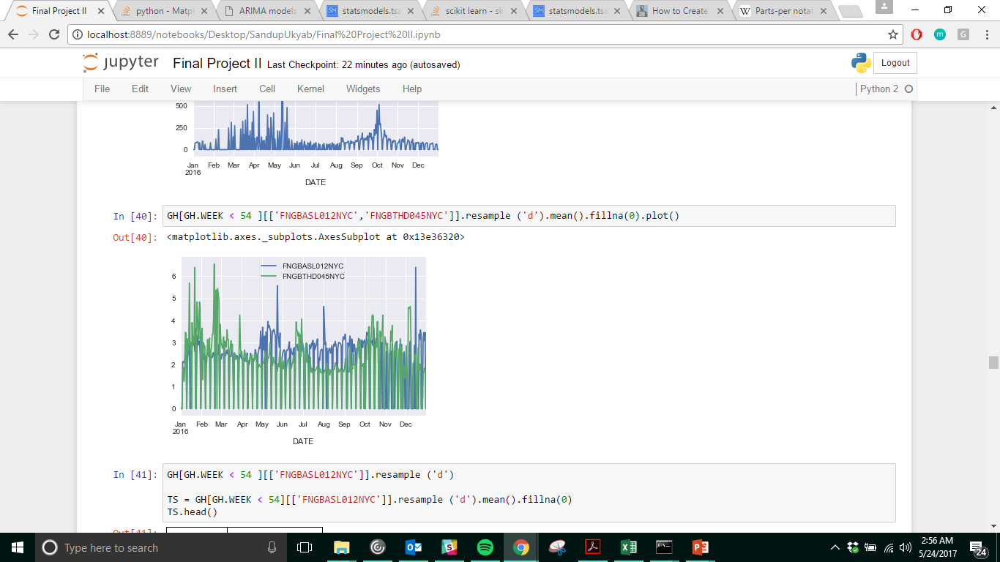 Final Project II
python - Matpl
ARIMA models
statsmodels.tsa
scikit learn - sk
statsmodels.tsa
How to Create
Parts-per notat
localhost:8889/notebooks/Desktop/SandupUkyab/Final%20Project%20II.ipynb
jupyter Final Project II Last Checkpoint: 22 minutes ago (autosaved)
Logout
File Edit View Insert Cell Kernel Widgets Help
Python 2
500
250
0
Jan Feb Mar Apr May Jun Jul Aug Sep Oct Nov Dec
2016
DATE
In [40]: GH[GH.WEEK < 54 ][['FNGBASL012NYC','FNGBTHD045NYC']].resample ('d').mean().fillna(0).plot()
Out[40]: <matplotlib.axes._subplots.AxesSubplot at 0x13e36320>
FNGBASL012NYC
FNGBTHD045NYC
6
5
4
3
2
1
0
Jan Feb Mar Apr May Jun Jul Aug Sep Oct Nov Dec
2016
DATE
In [41]: GH[GH.WEEK < 54 ][['FNGBASL012NYC']].resample ('d')
TS = GH[GH.WEEK < 54][['FNGBASL012NYC']].resample ('d').mean().fillna(0)
TS.head()
Out[41]:
Type here to search
2:56 AM
5/24/2017
24